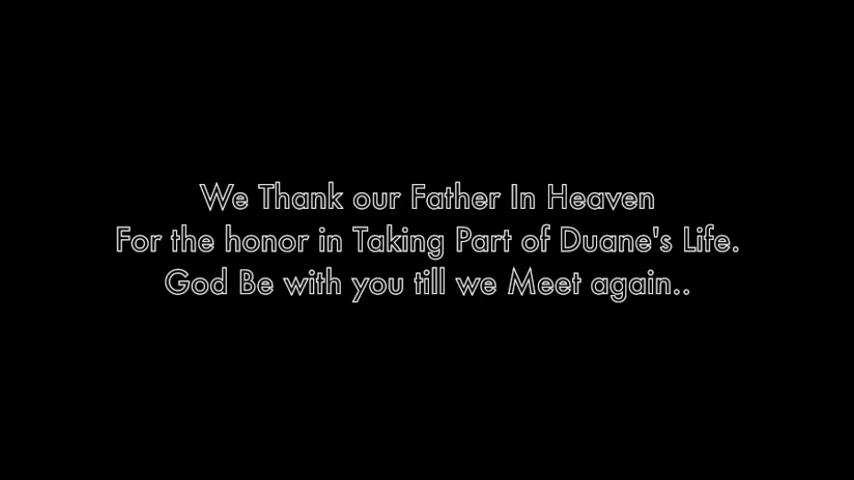 We Thank our Father In Heaven
For the honor in Taking Part of Duane's Life.
God Be with you till we Meet again..